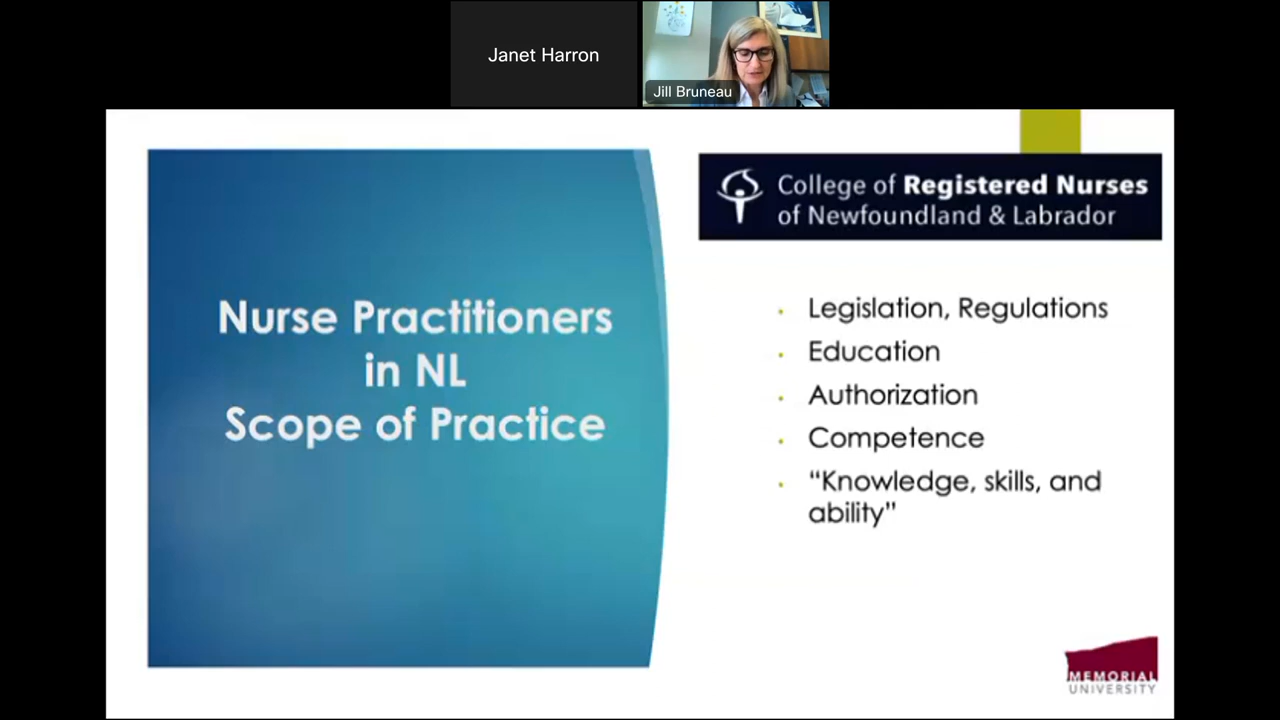 Janet Harron
Jill Bruneau
College of Registered Nurses
of Newfoundland & Labrador
Nurse Practitioners
in NL
Scope of Practice
Legislation, Regulations
Education
Authorization
Competence
“Knowledge, skills, and
ability”
MEMORIAL
UNIVERSITY